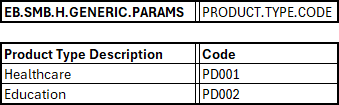 EB.SMB.H.GENERIC.PARAMS PRODUCT.TYPE.CODE
Product Type Description Code
Healthcare PD001
Education PD002